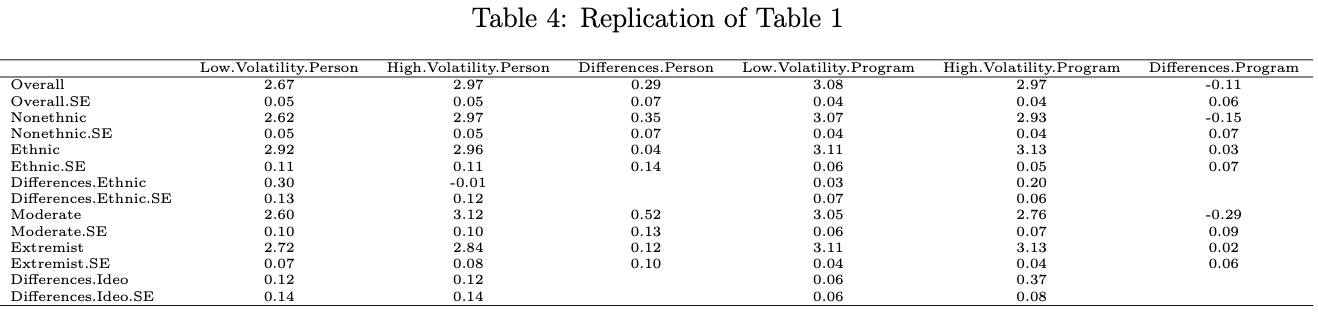 Table 4: Replication of Table 1
Low.Volatility.Person High.Volatility.Person Differences.Person Low.Volatility.Program High.Volatility.Program Differences.Program
Overall 2.67 2.97 0.29 3.08 2.97 -0.11
Overall.SE 0.05 0.05 0.07 0.04 0.04 0.06
Nonethnic 2.62 2.97 0.35 3.07 2.93 -0.15
Nonethnic.SE 0.05 0.05 0.07 0.04 0.04 0.07
Ethnic 2.92 2.96 0.04 3.11 3.13 0.03
Ethnic.SE 0.11 0.11 0.14 0.06 0.05 0.07
Differences.Ethnic 0.30 -0.01 0.03 0.20
Differences.Ethnic.SE 0.13 0.12 0.07 0.06
Moderate 2.60 3.12 0.52 3.05 2.76 -0.29
Moderate.SE 0.10 0.10 0.13 0.06 0.07 0.09
Extremist 2.72 2.84 0.12 3.11 3.13 0.02
Extremist.SE 0.07 0.08 0.10 0.04 0.04 0.06
Differences.Ideo 0.12 0.12 0.06 0.37
Differences.Ideo.SE 0.14 0.14 0.06 0.08